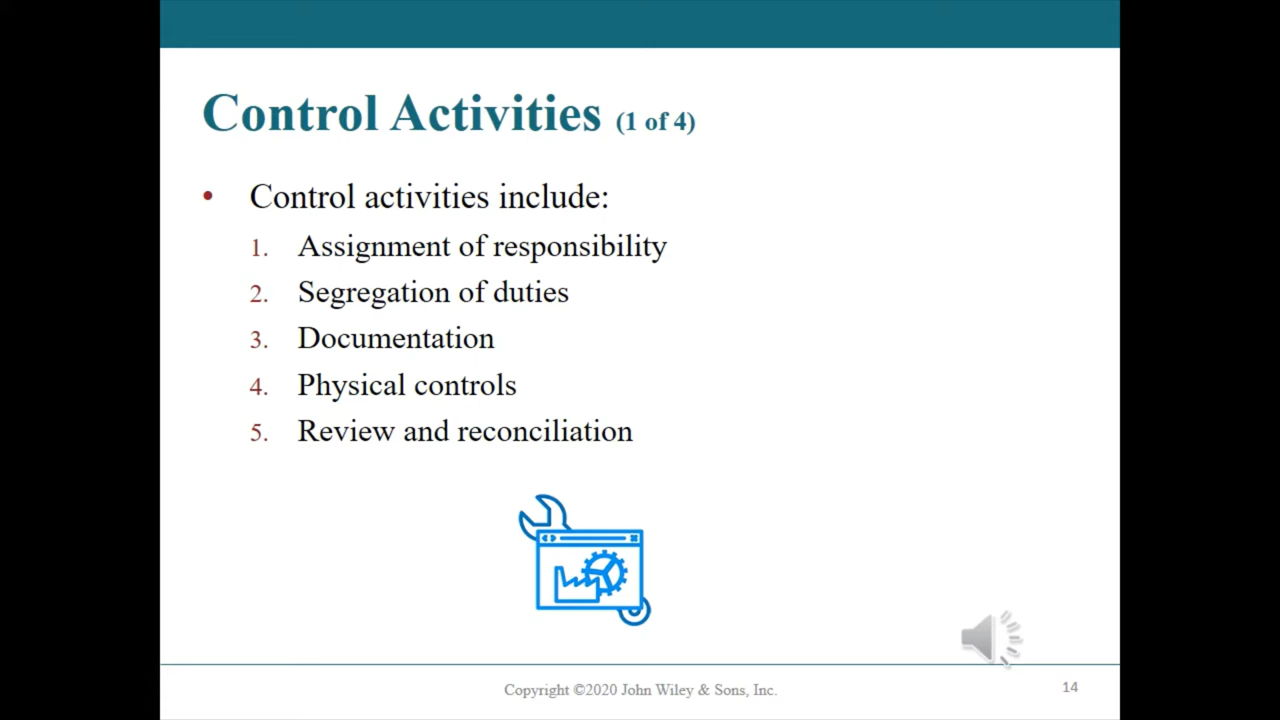 Control Activities (1 of 4)
• Control activities include:
1. Assignment of responsibility
2. Segregation of duties
3. Documentation
4. Physical controls
5. Review and reconciliation
Copyright ©2020 John Wiley & Sons, Inc.
14